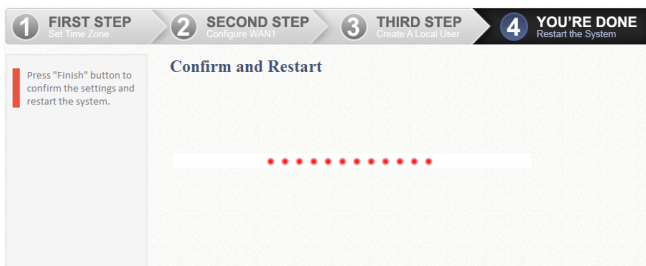 1 FIRST STEP
Set Time Zone
2 SECOND STEP
Configure WAN1
3 THIRD STEP
Create A Local User
4 YOU'RE DONE
Restart the System
Press "Finish" button to
confirm the settings and
restart the system.
Confirm and Restart